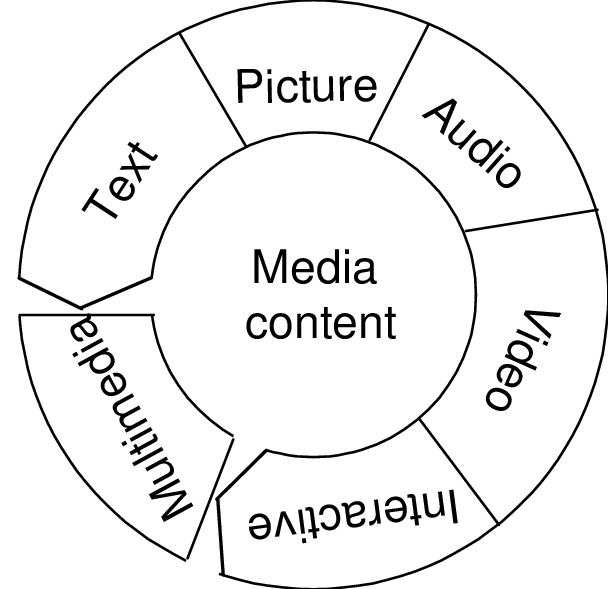 Picture
Audio
Video
Interactive
Multimedia
Text
Media
content